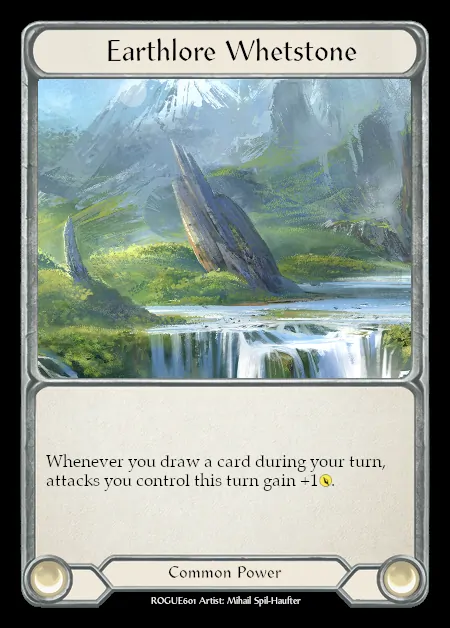 Earthlore Whetstone
Whenever you draw a card during your turn,
attacks you control this turn gain +1.
Common Power
ROGUE601 Artist: Mihail Spil-Haufter